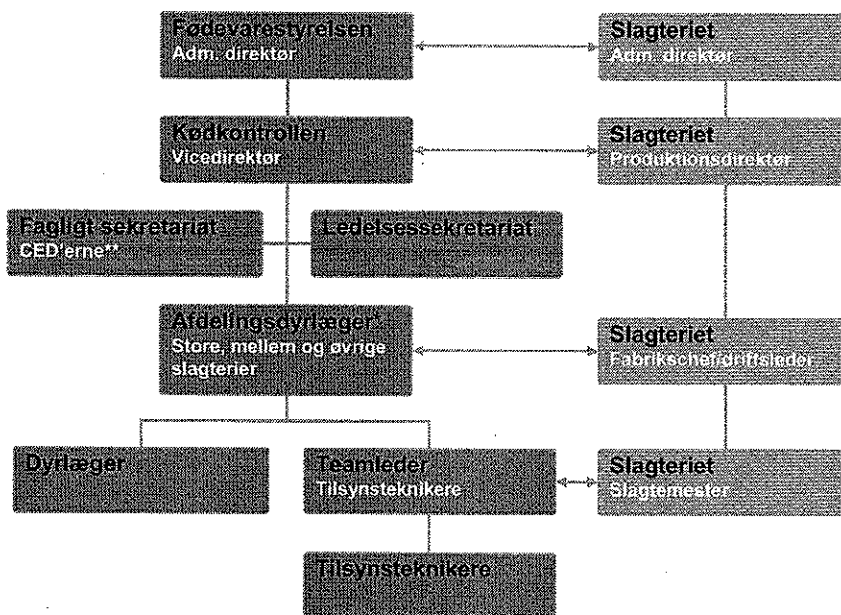 Fødevarestyrelsen
Adm. direktør
Slagteriet
Adm. direktør
Kødkontrollen
Vicedirektør
Slagteriet
Produktionsdirektør
Fagligt sekretariat
CED'erne**
Ledelsessekretariat
Afdelingsdyrlæger*
Store, mellem og øvrige
slagterier
Slagteriet
Fabrikschef/driftsleder
Dyrlæger
Teamleder
Tilsynsteknikere
Slagteriet
Slagtemester
Tilsynsteknikere